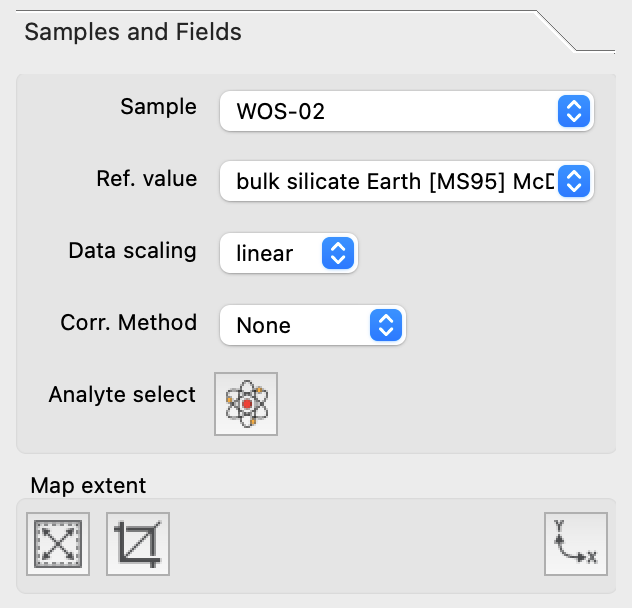 Samples and Fields
Sample WOS-02
Ref. value bulk silicate Earth [MS95] McD
Data scaling linear
Corr. Method None
Analyte select
Map extent
Y
X